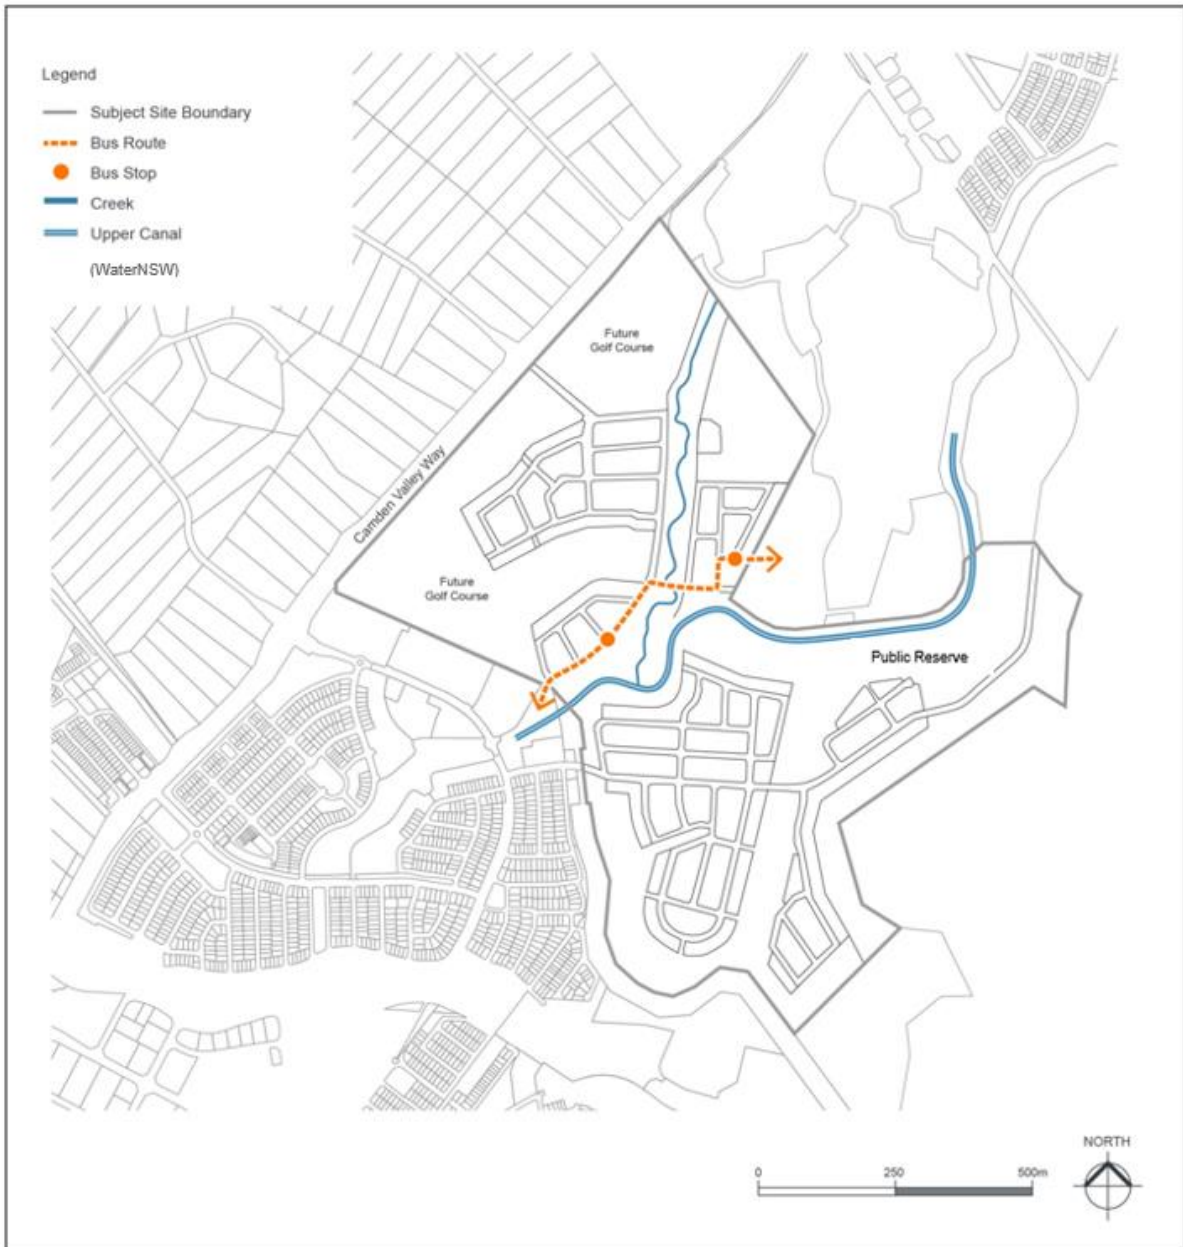 Legend
Subject Site Boundary
Bus Route
Bus Stop
Creek
Upper Canal
(WaterNSW)
Future
Golf Course
Camden Valley Way
Future
Golf Course
Public Reserve
NORTH
0 250 500m